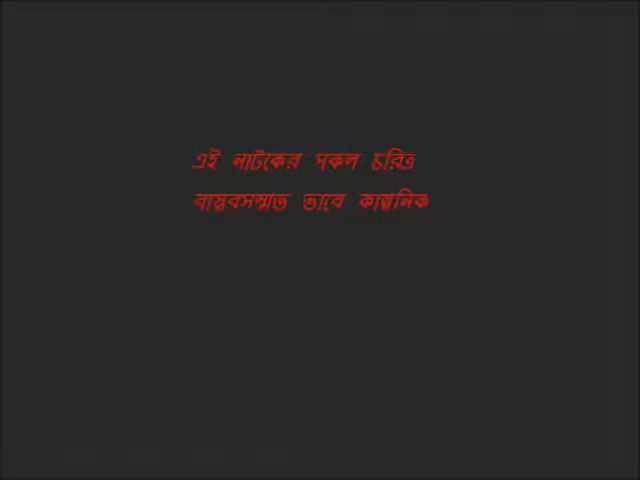 এই নাটকের সকল চরিত্র
বাস্তবসম্মত ভাবে কাল্পনিক